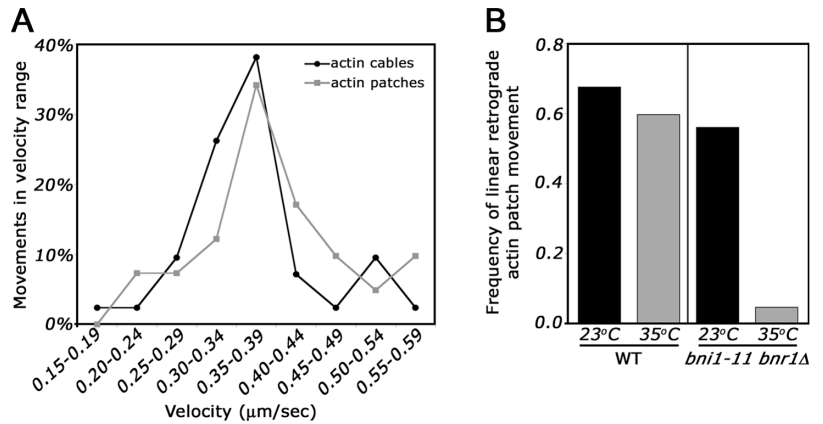 A
Movements in velocity range
40%
30%
20%
10%
0%
actin cables
actin patches
0.15-0.19
0.20-0.24
0.25-0.29
0.30-0.34
0.35-0.39
0.40-0.44
0.45-0.49
0.50-0.54
0.55-0.59
Velocity (μm/sec)
B
Frequency of linear retrograde
actin patch movement
0.8
0.6
0.4
0.2
0.0
23°C 35°C 23°C 35°C
WT bni1-11 bnr1Δ